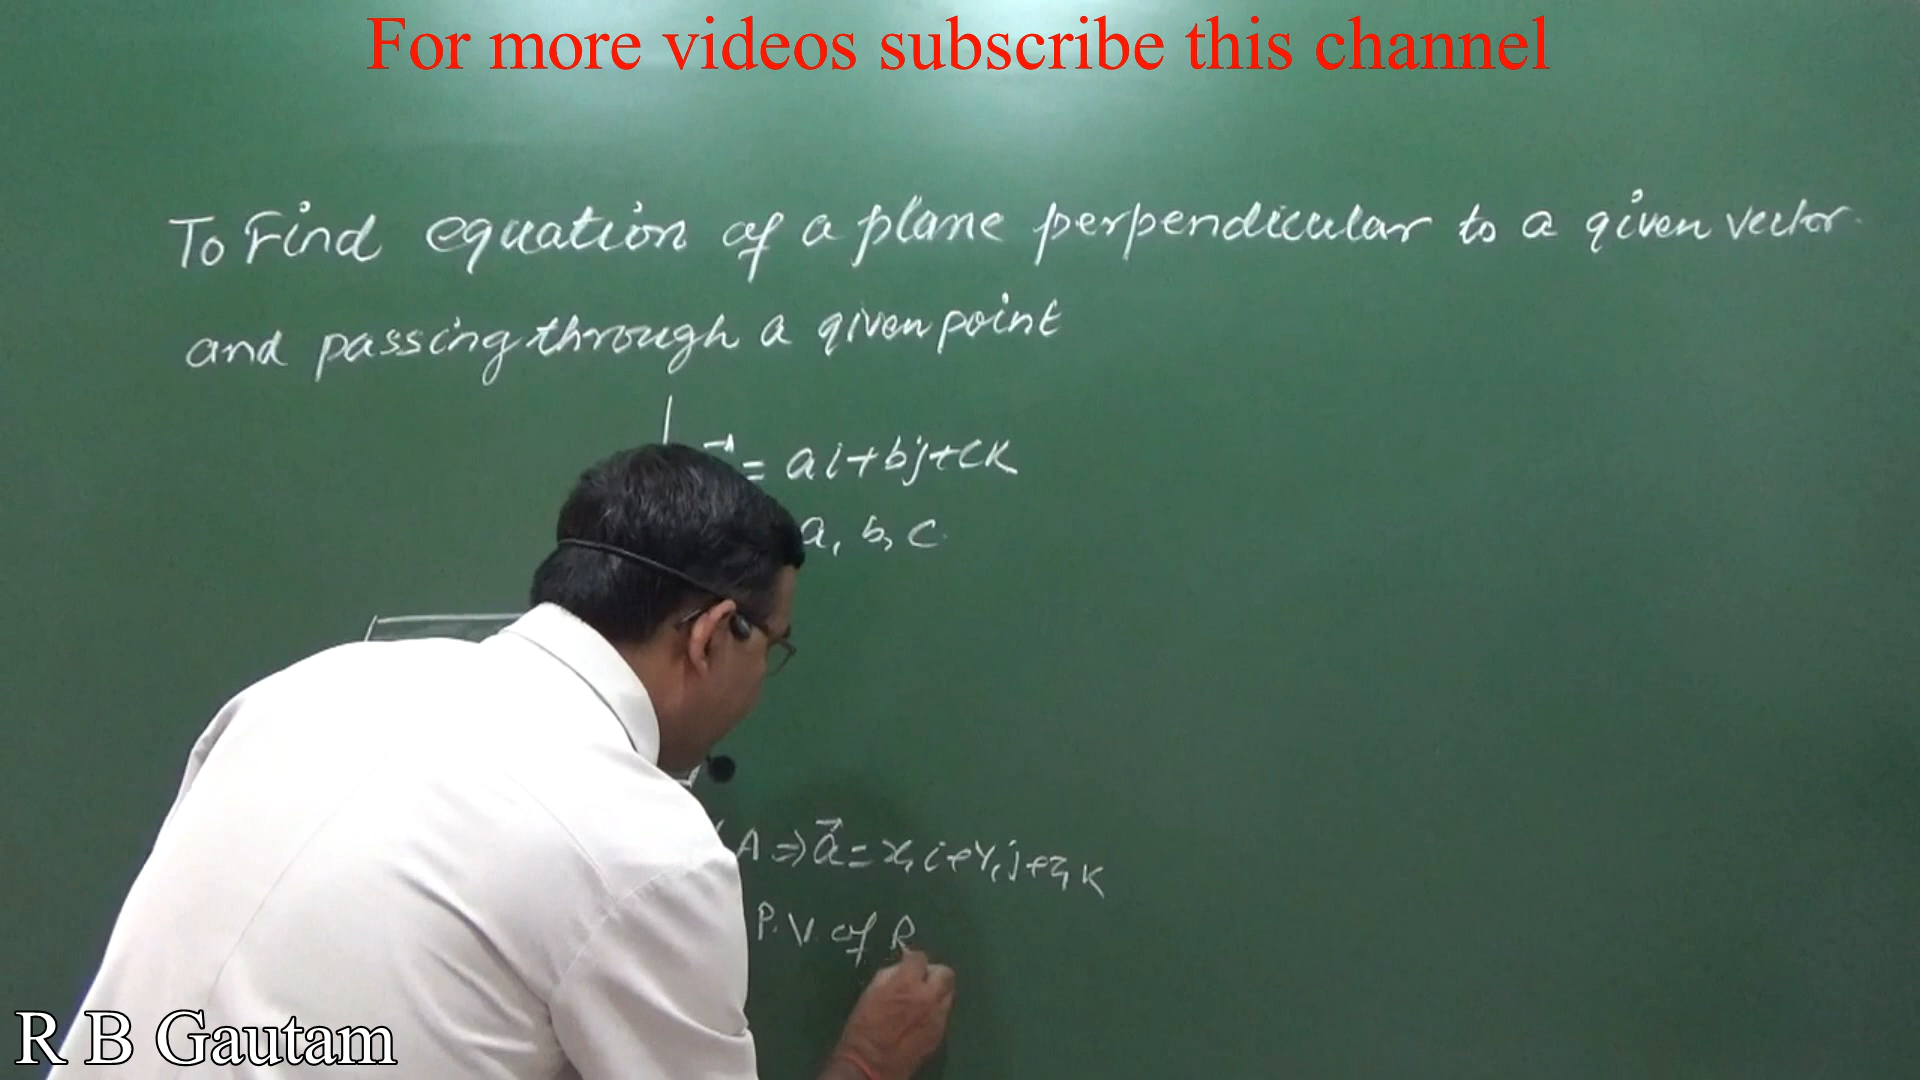 For more videos subscribe this channel
To Find equation of a plane perpendicular to a given vector.
and passing through a given point
= ai+bj+ck
a, b, c
A ⇒ a⃗ = x₁i+y₁j+z₁k
P.V. of R
R B Gautam